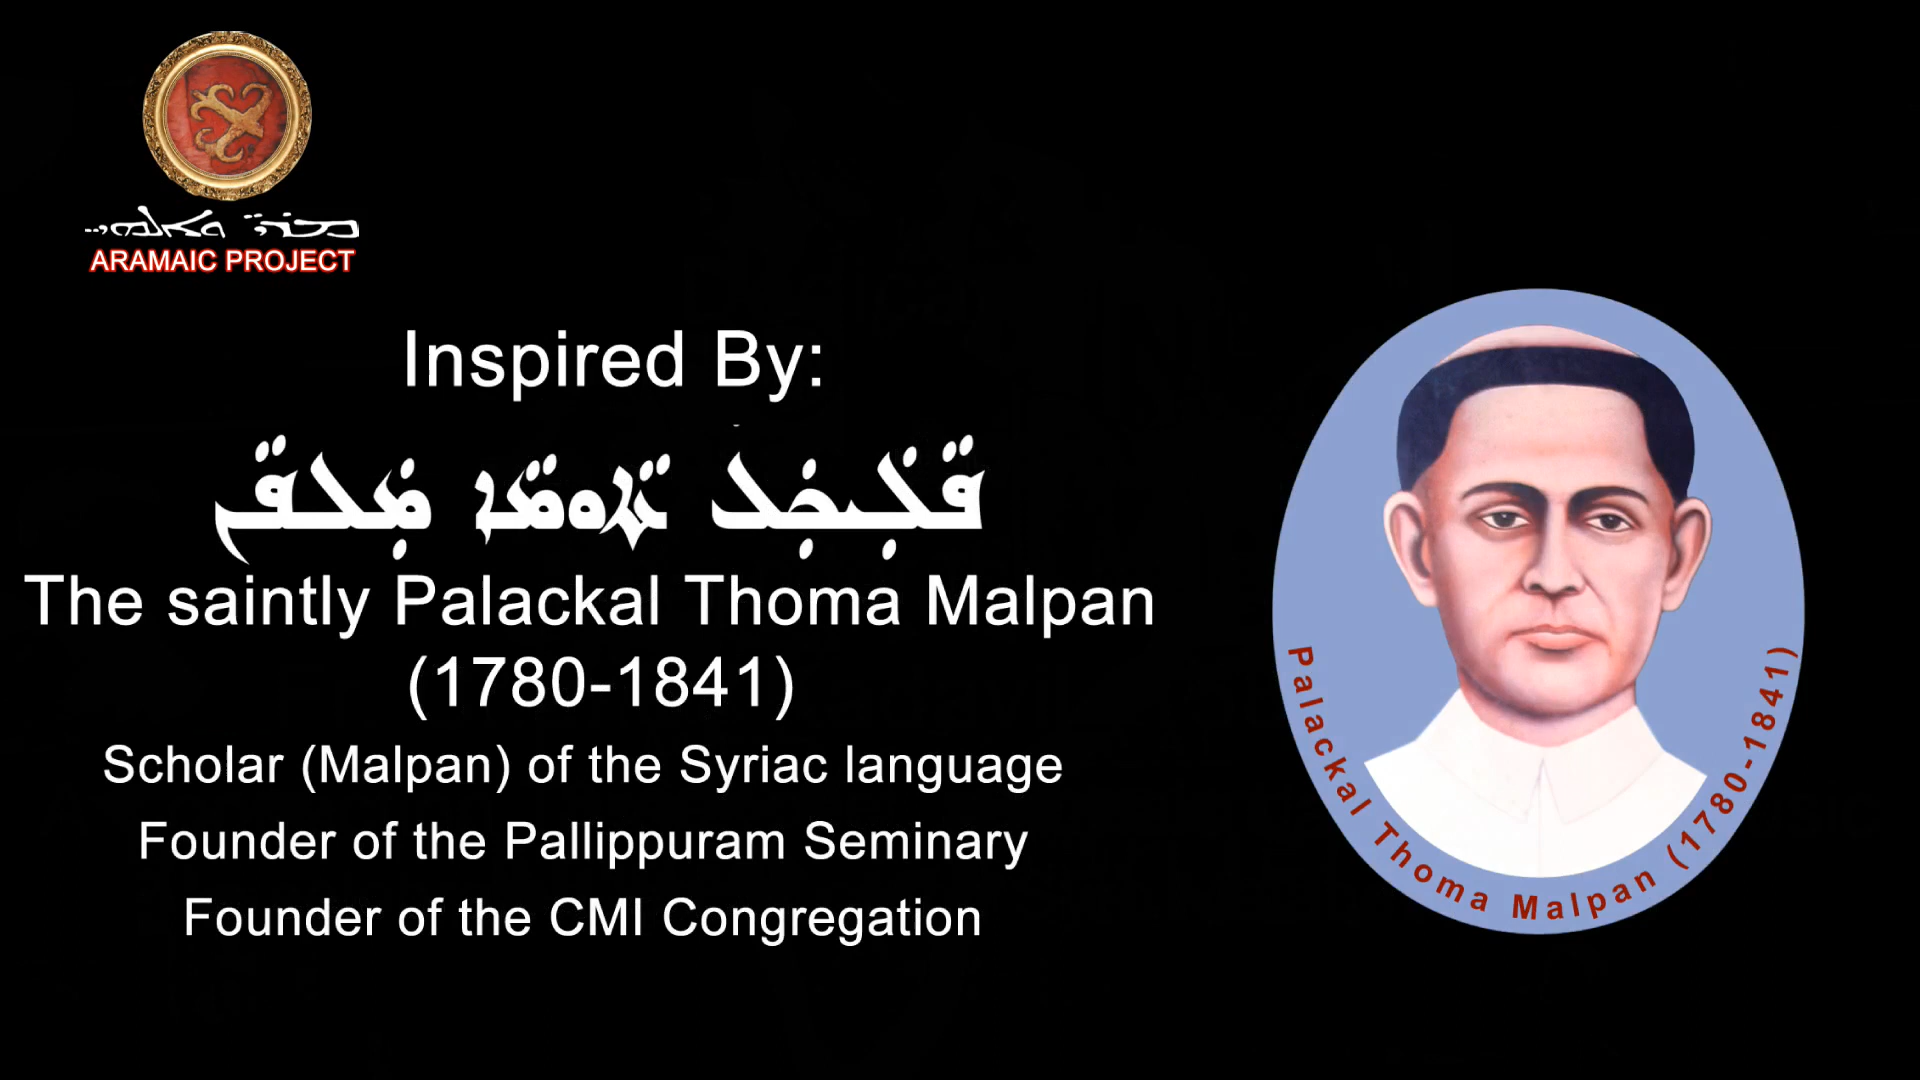 ARAMAIC PROJECT
Inspired By:
The saintly Palackal Thoma Malpan
(1780-1841)
Scholar (Malpan) of the Syriac language
Founder of the Pallippuram Seminary
Founder of the CMI Congregation
Palackal Thoma Malpan (1780-1841)